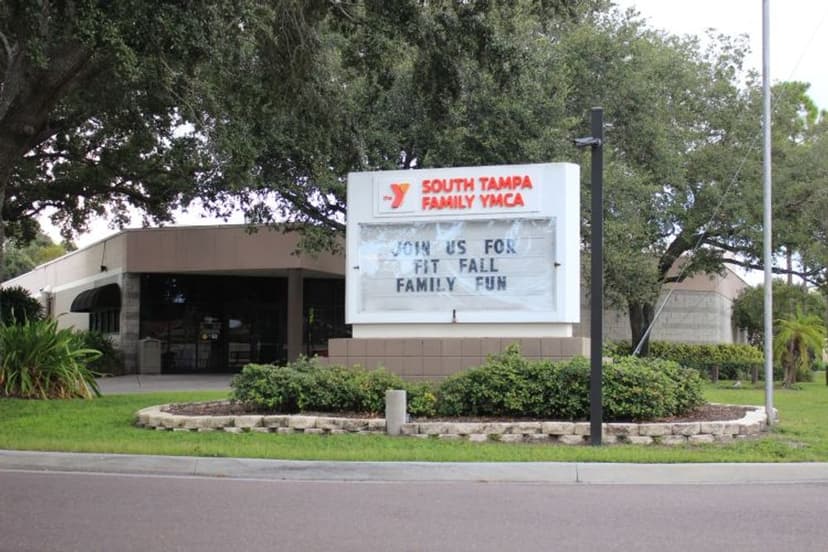 the Y
SOUTH TAMPA
FAMILY YMCA
JOIN US FOR
FIT FALL
FAMILY FUN